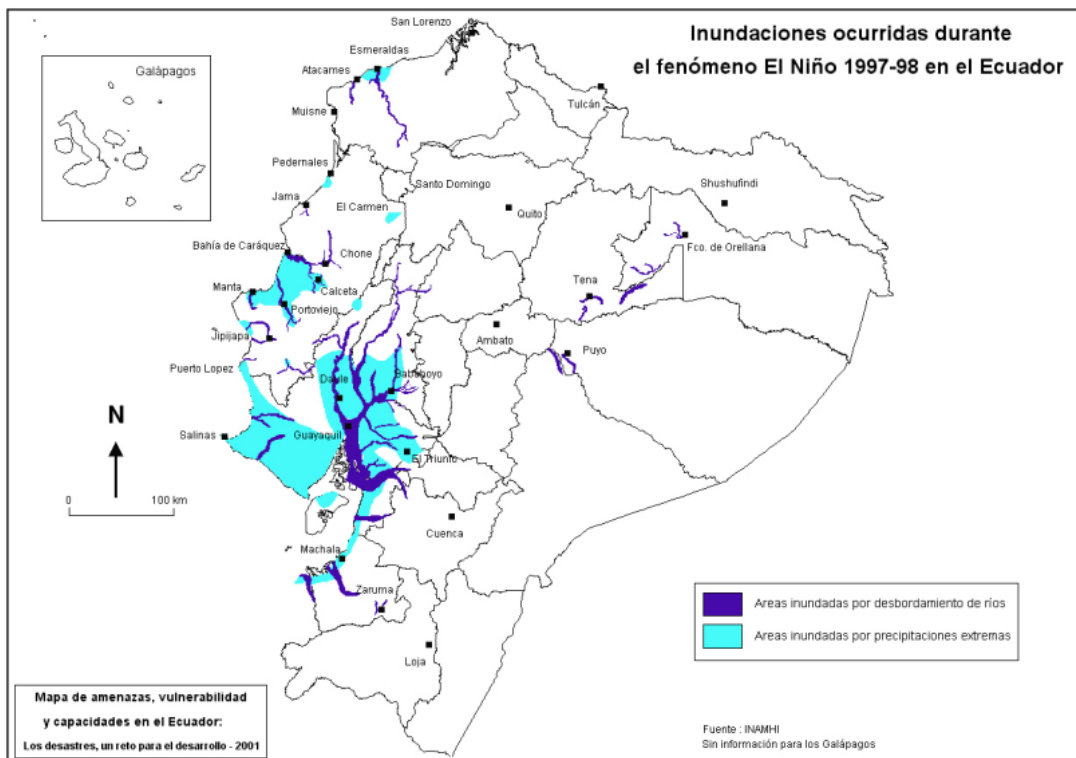 Inundaciones ocurridas durante
el fenómeno El Niño 1997-98 en el Ecuador
Galápagos
San Lorenzo
Esmeraldas
Atacames
Tulcán
Muisne
Pedernales
Santo Domingo
Shushufindi
Jama
El Carmen
Quito
Bahía de Caráquez
Chone
Fco. de Orellana
Calceta
Tena
Manta
Portoviejo
Jipijapa
Ambato
Puyo
Puerto Lopez
Daule
Babahoyo
N
Salinas
Guayaquil
El Triunfo
0 100 km
Cuenca
Machala
Zaruma
Loja
Areas inundadas por desbordamiento de ríos
Areas inundadas por precipitaciones extremas
Mapa de amenazas, vulnerabilidad
y capacidades en el Ecuador:
Los desastres, un reto para el desarrollo - 2001
Fuente : INAMHI
Sin información para los Galápagos